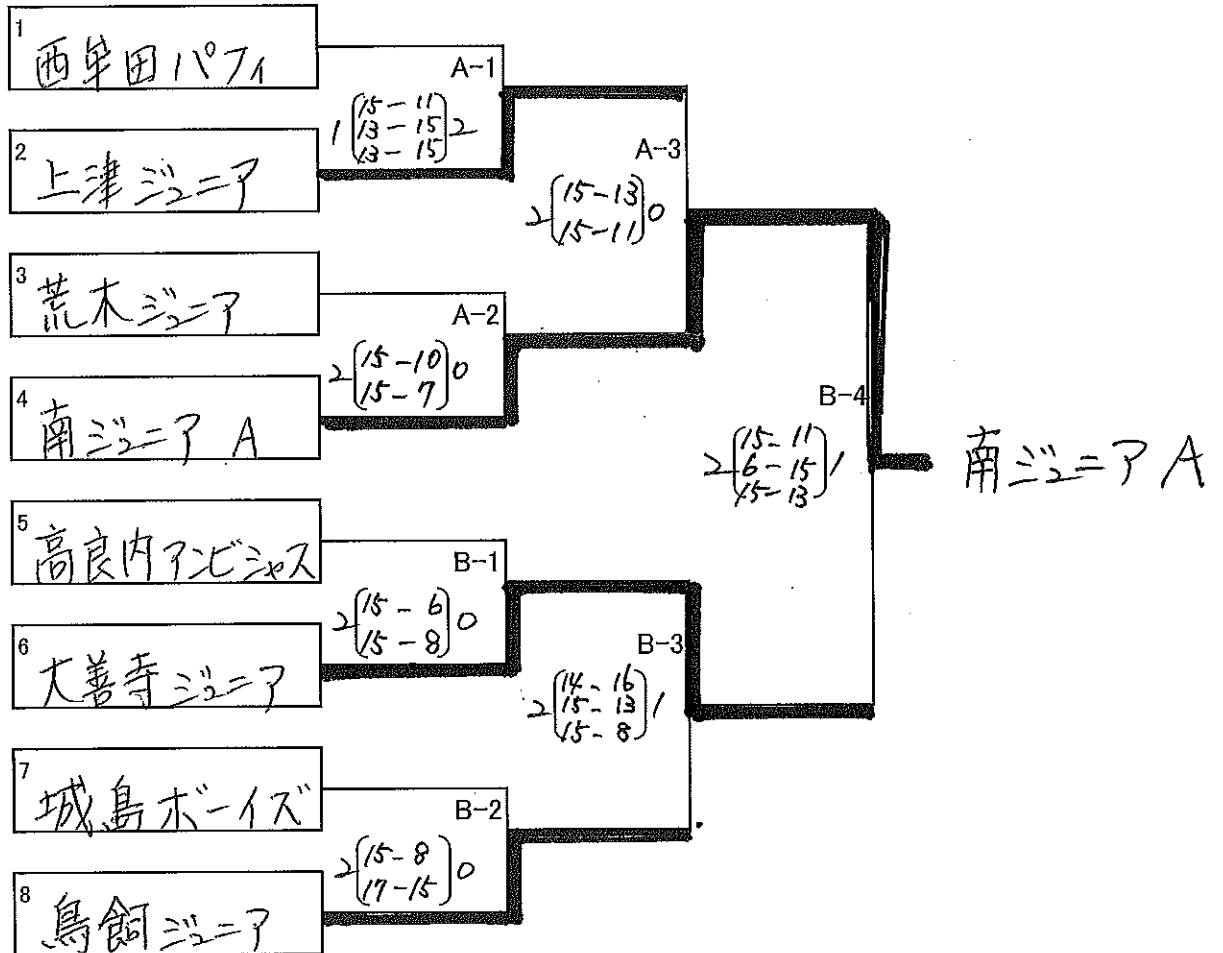 1
西牟田パフィ
A-1
1 15-11 2
13-15
13-15
2
上津ジュニア
A-3
2 15-13 0
15-11
3
荒木ジュニア
A-2
2 15-10 0
15-7
4
南ジュニア A
B-4
2 15-11 1
6-15
15-13
南ジュニア A
5
高良内アンビシャス
B-1
2 15-6 0
15-8
6
大善寺ジュニア
B-3
2 14-16 1
15-13
15-8
7
城島ボーイズ
B-2
2 15-8 0
17-15
8
鳥飼ジュニア